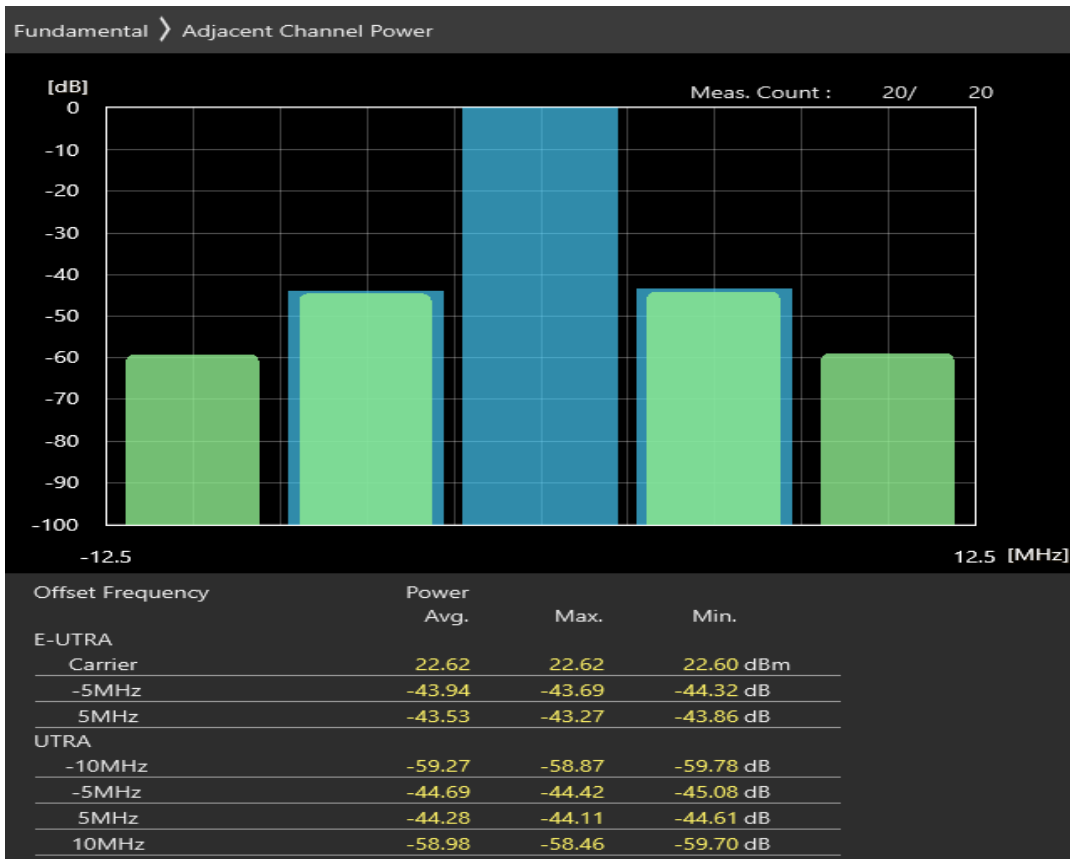 Fundamental 〉 Adjacent Channel Power
[dB]
Meas. Count : 20/ 20
0
-10
-20
-30
-40
-50
-60
-70
-80
-90
-100
-12.5 12.5 [MHz]
Offset Frequency Power
Avg. Max. Min.
E-UTRA
Carrier 22.62 22.62 22.60 dBm
-5MHz -43.94 -43.69 -44.32 dB
5MHz -43.53 -43.27 -43.86 dB
UTRA
-10MHz -59.27 -58.87 -59.78 dB
-5MHz -44.69 -44.42 -45.08 dB
5MHz -44.28 -44.11 -44.61 dB
10MHz -58.98 -58.46 -59.70 dB